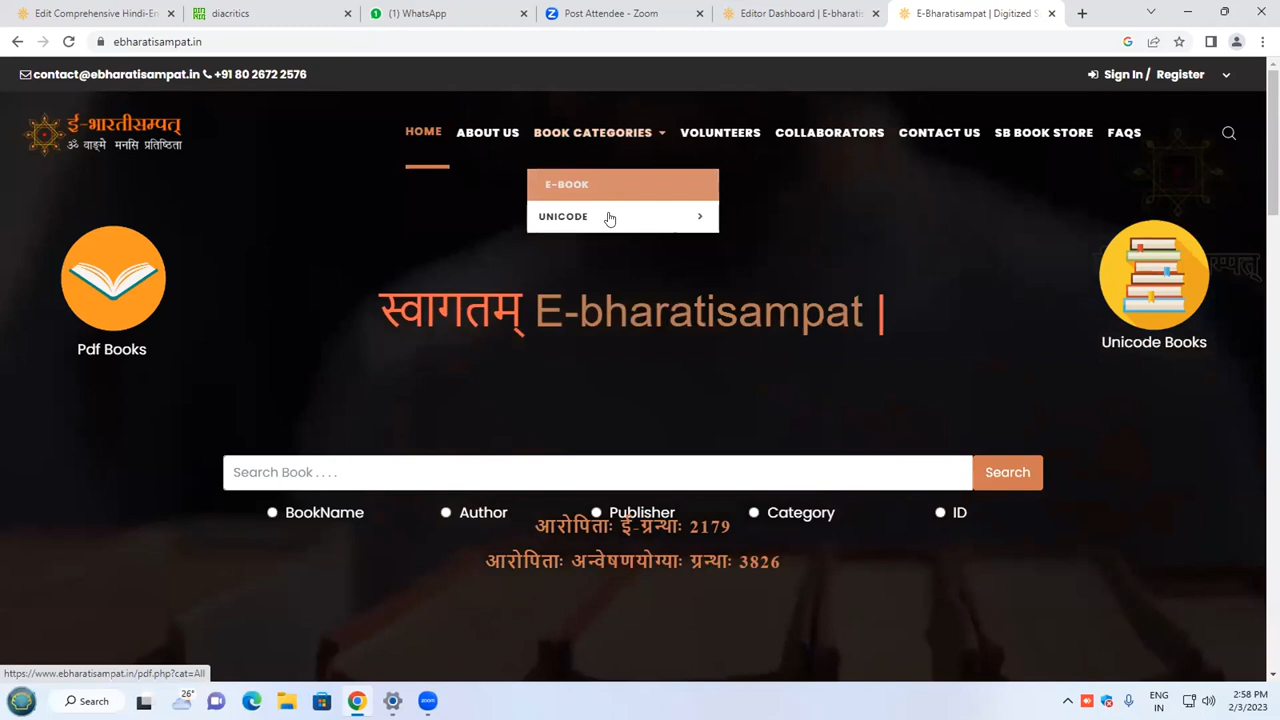 Edit Comprehensive Hindi-En
diacritics
(1) WhatsApp
Post Attendee - Zoom
Editor Dashboard | E-bharatis
E-Bharatisampat | Digitized S
ebharatisampat.in
contact@ebharatisampat.in +91 80 2672 2576
Sign In / Register
ई-भारतीसम्पत्
ॐ वाङ्मे मनसि प्रतिष्ठिता
HOME ABOUT US BOOK CATEGORIES VOLUNTEERS COLLABORATORS CONTACT US SB BOOK STORE FAQS
E-BOOK
UNICODE
स्वागतम् E-bharatisampat |
Pdf Books
Unicode Books
Search Book . . . . Search
BookName Author Publisher Category ID
आरोपिताः ई-ग्रन्थाः 2179
आरोपिताः अन्वेषणयोग्याः ग्रन्थाः 3826
https://www.ebharatisampat.in/pdf.php?cat=All
Search
26°
ENG
IN
2:58 PM
2/3/2023